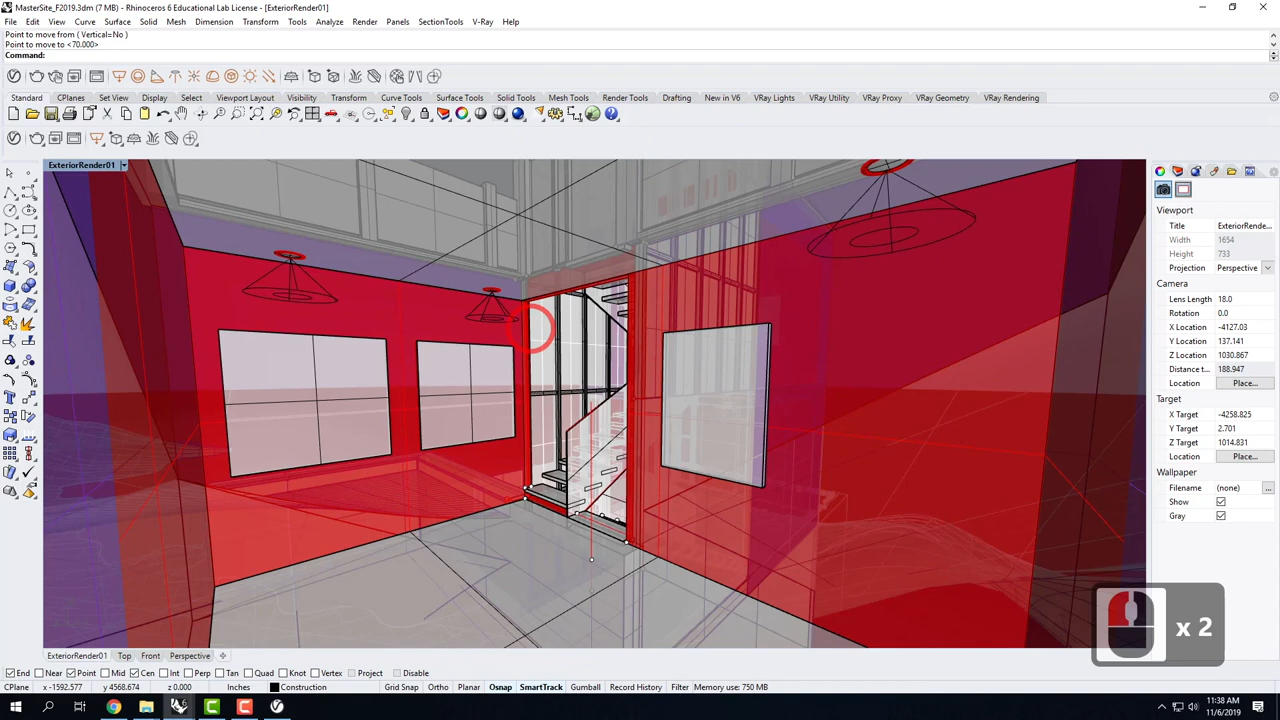 MasterSite_F2019.3dm (7 MB) - Rhinoceros 6 Educational Lab License - [ExteriorRender01]
File Edit View Curve Surface Solid Mesh Dimension Transform Tools Analyze Render Panels SectionTools V-Ray Help
Point to move from ( Vertical=No )
Point to move to <70.000>
Command:
Standard CPlanes Set View Display Select Viewport Layout Visibility Transform Curve Tools Surface Tools Solid Tools Mesh Tools Render Tools Drafting New in V6 VRay Lights VRay Utility VRay Proxy VRay Geometry VRay Rendering
ExteriorRender01
Viewport
Title ExteriorRende...
Width 1654
Height 733
Projection Perspective
Camera
Lens Length 18.0
Rotation 0.0
X Location -4127.03
Y Location 137.141
Z Location 1030.867
Distance t... 188.947
Location Place...
Target
X Target -4258.825
Y Target 2.701
Z Target 1014.831
Location Place...
Wallpaper
Filename (none) ...
Show
Gray
x 2
ExteriorRender01 Top Front Perspective
End Near Point Mid Cen Int Perp Tan Quad Knot Vertex Project Disable
CPlane x -1592.577 y 4568.674 z 0.000 Inches Construction Grid Snap Ortho Planar Osnap SmartTrack Gumball Record History Filter Memory use: 750 MB
11:38 AM
11/6/2019